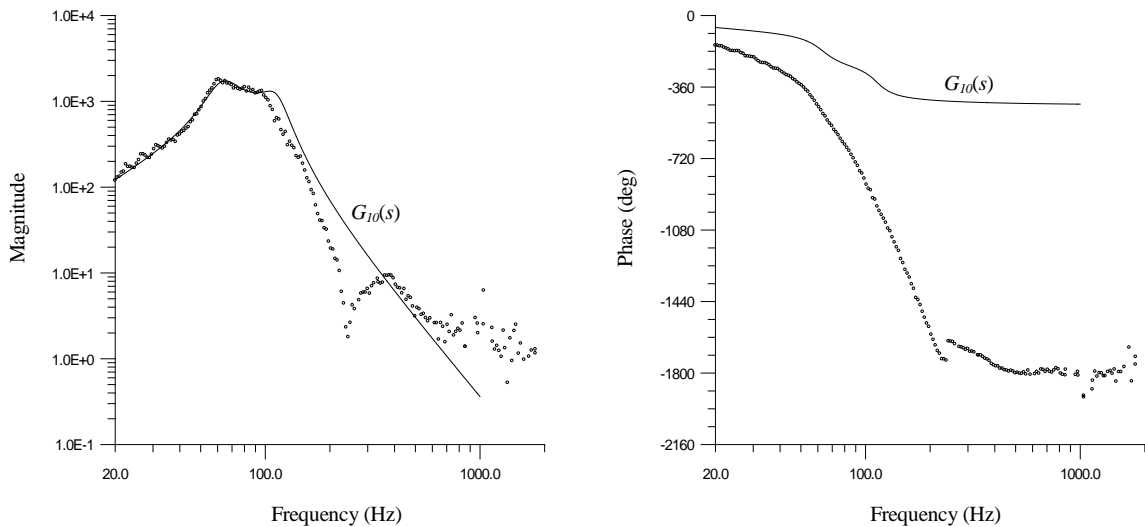 1.0E+4
1.0E+3
1.0E+2
1.0E+1
1.0E+0
1.0E-1
Magnitude
G10(s)
20.0
100.0
1000.0
Frequency (Hz)
0
-360
-720
-1080
-1440
-1800
-2160
Phase (deg)
G10(s)
20.0
100.0
1000.0
Frequency (Hz)